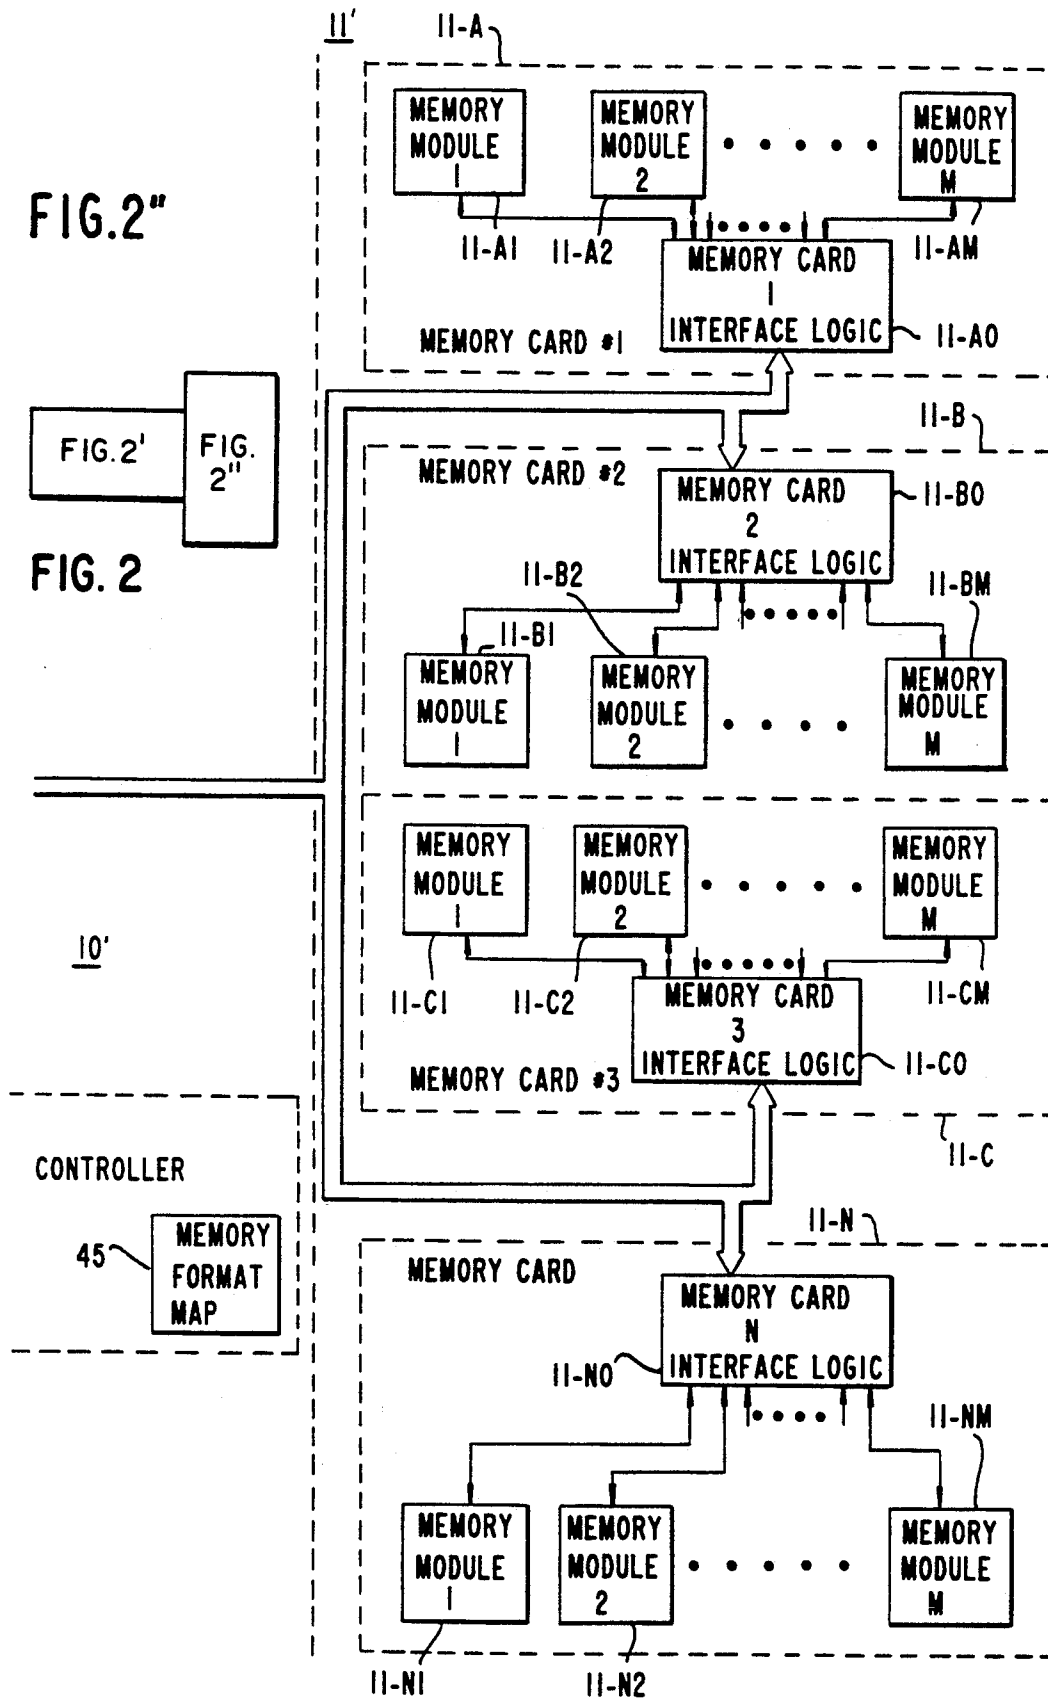 11'
11-A
MEMORY
MODULE
1
MEMORY
MODULE
2
MEMORY
MODULE
M
FIG.2"
11-A1
11-A2
11-AM
MEMORY CARD
1
INTERFACE LOGIC
11-A0
MEMORY CARD #1
FIG.2'
FIG.
2"
FIG. 2
11-B
MEMORY CARD #2
MEMORY CARD
2
INTERFACE LOGIC
11-B0
11-B2
11-BM
11-B1
MEMORY
MODULE
1
MEMORY
MODULE
2
MEMORY
MODULE
M
MEMORY
MODULE
1
MEMORY
MODULE
2
MEMORY
MODULE
M
10'
11-C1
11-C2
11-CM
MEMORY CARD
3
INTERFACE LOGIC
11-C0
MEMORY CARD #3
11-C
CONTROLLER
45
MEMORY
FORMAT
MAP
11-N
MEMORY CARD
MEMORY CARD
N
INTERFACE LOGIC
11-N0
11-NM
MEMORY
MODULE
1
MEMORY
MODULE
2
MEMORY
MODULE
M
11-N1
11-N2